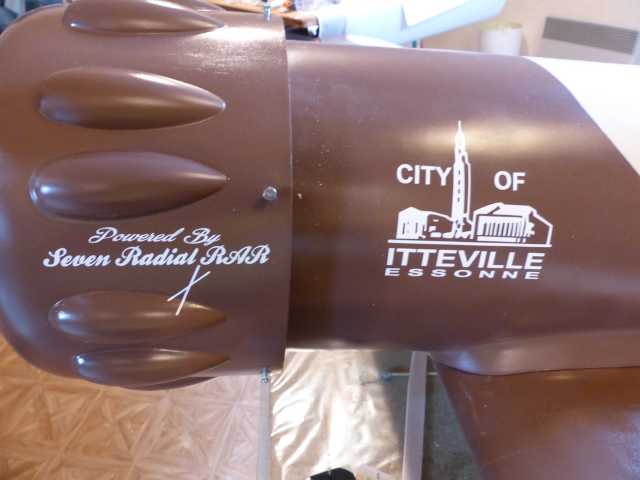 Powered By
Seven Radial RAR
CITY OF
ITTEVILLE
ESSONNE